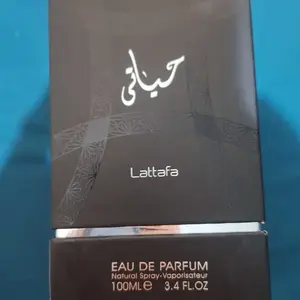 حياتي
Lattafa
EAU DE PARFUM
Natural Spray-Vaporisateur
100ML℮ 3.4 FL.OZ